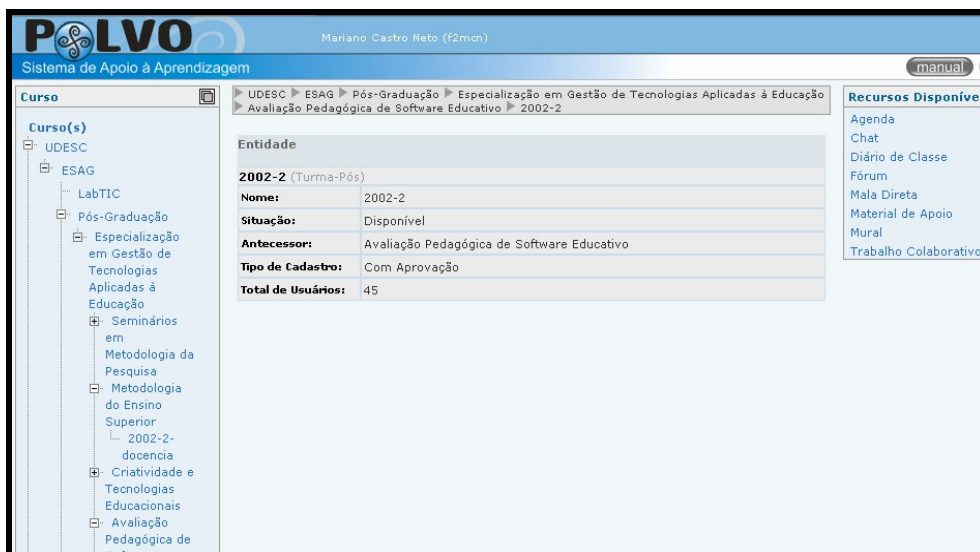 POLVO
Mariano Castro Neto (f2mcn)
Sistema de Apoio à Aprendizagem
manual
Curso
Curso(s)
UDESC
ESAG
LabTIC
Pós-Graduação
Especialização
em Gestão de
Tecnologias
Aplicadas à
Educação
Seminários
em
Metodologia da
Pesquisa
Metodologia
do Ensino
Superior
2002-2-
docencia
Criatividade e
Tecnologias
Educacionais
Avaliação
Pedagógica de
UDESC ESAG Pós-Graduação Especialização em Gestão de Tecnologias Aplicadas à Educação
Avaliação Pedagógica de Software Educativo 2002-2
Entidade
2002-2 (Turma-Pós)
Nome: 2002-2
Situação: Disponível
Antecessor: Avaliação Pedagógica de Software Educativo
Tipo de Cadastro: Com Aprovação
Total de Usuários: 45
Recursos Disponíve
Agenda
Chat
Diário de Classe
Fórum
Mala Direta
Material de Apoio
Mural
Trabalho Colaborativo